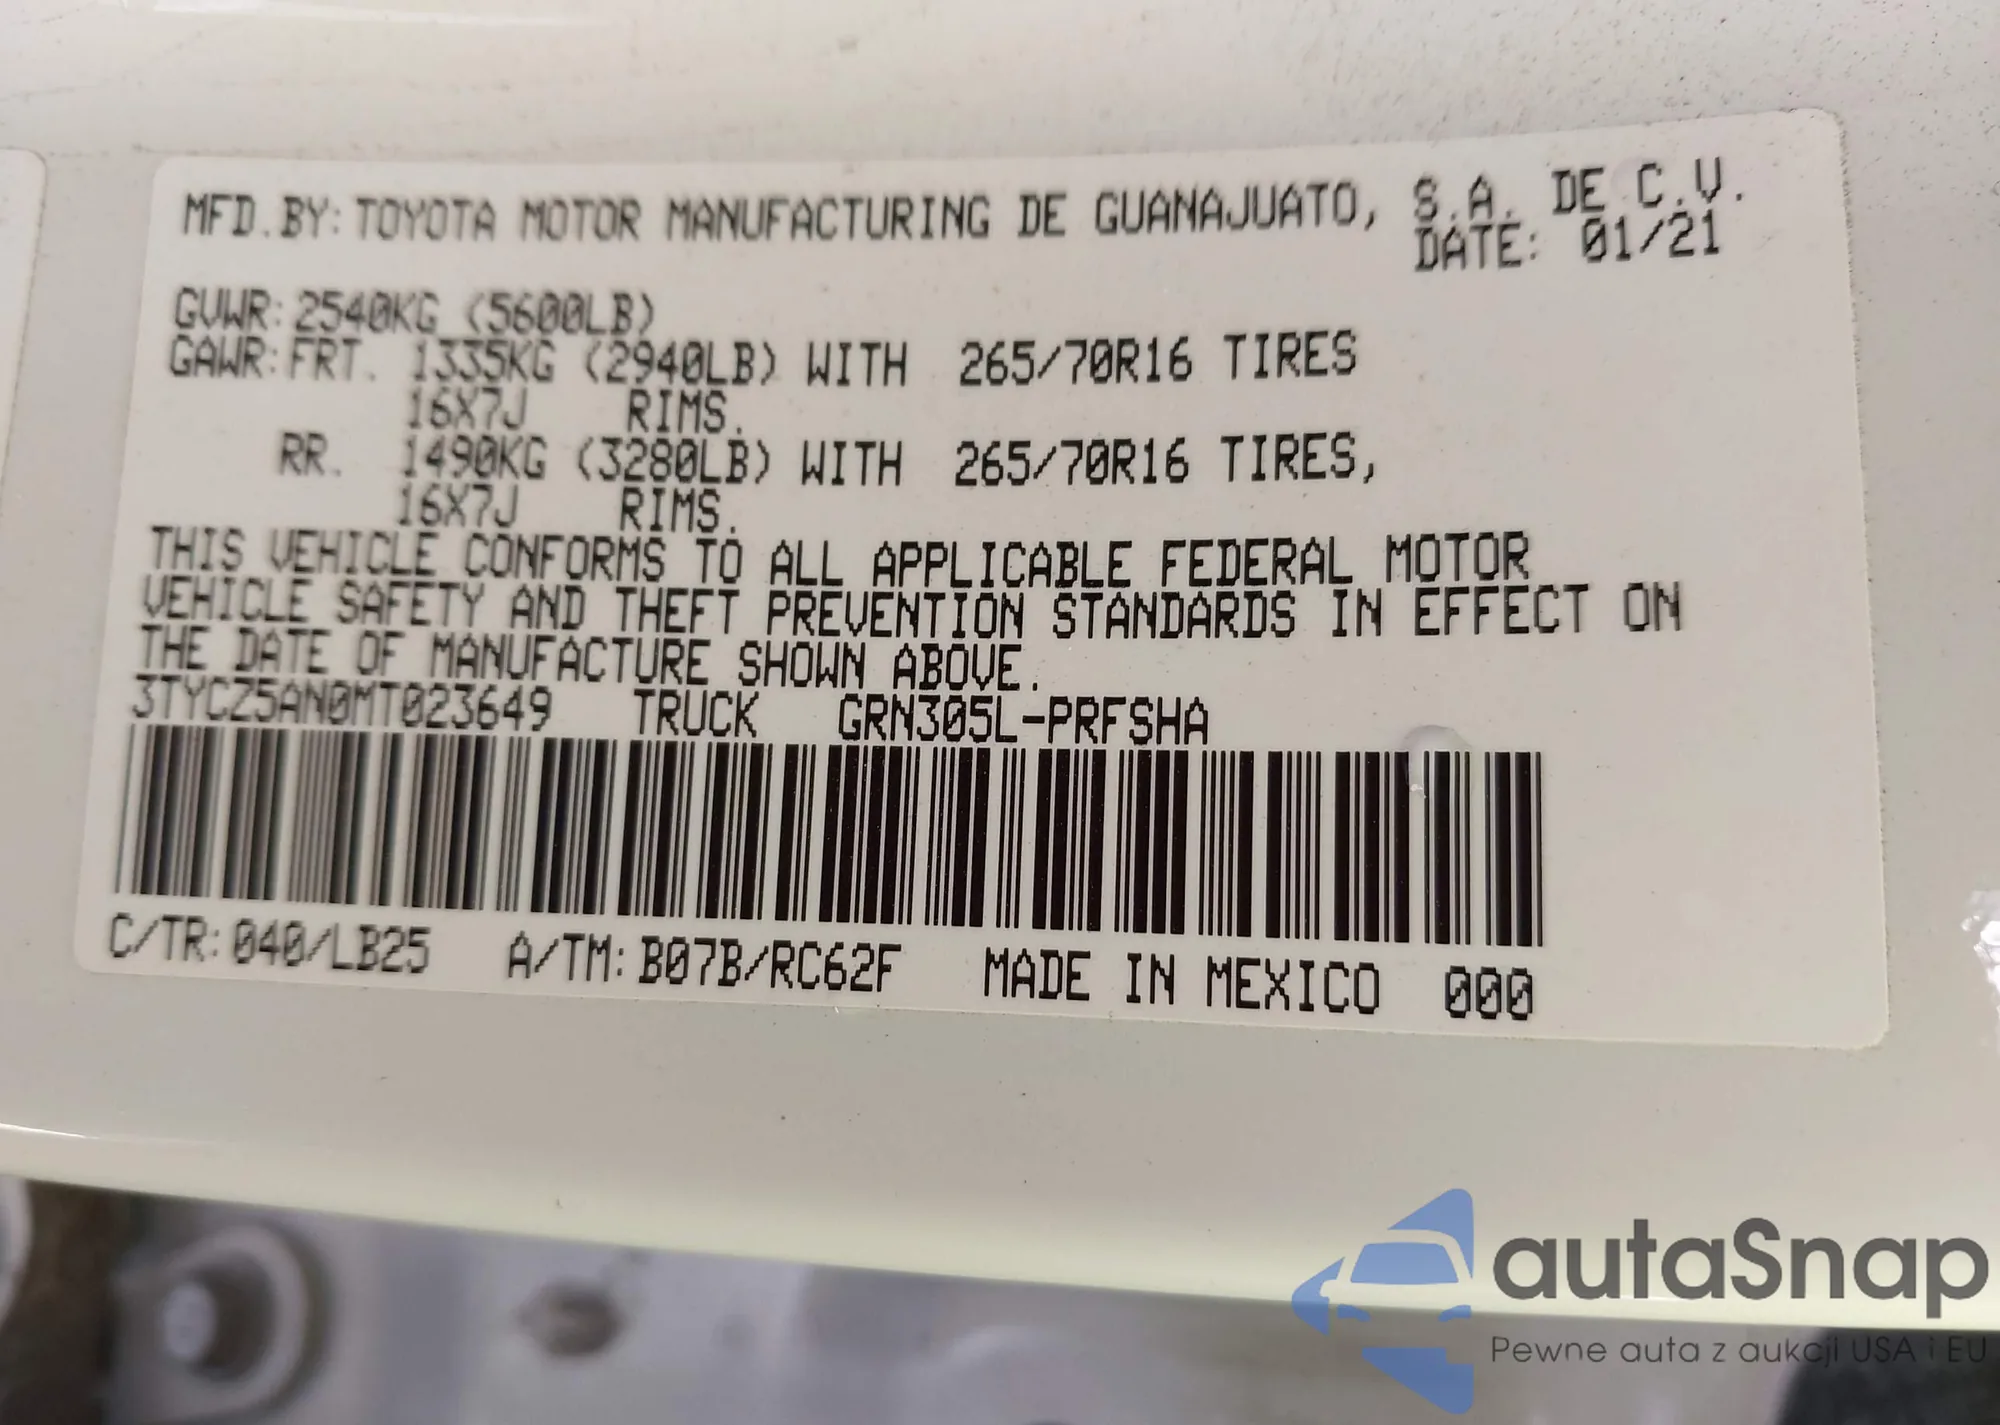 MFD.BY:TOYOTA MOTOR MANUFACTURING DE GUANAJUATO, S.A. DE C.V.
DATE: 01/21
GVWR:2540KG (5600LB)
GAWR:FRT. 1335KG (2940LB) WITH 265/70R16 TIRES
16X7J RIMS.
RR. 1490KG (3280LB) WITH 265/70R16 TIRES,
16X7J RIMS.
THIS VEHICLE CONFORMS TO ALL APPLICABLE FEDERAL MOTOR
VEHICLE SAFETY AND THEFT PREVENTION STANDARDS IN EFFECT ON
THE DATE OF MANUFACTURE SHOWN ABOVE.
3TYCZ5AN0MT023649 TRUCK GRN305L-PRFSHA
C/TR:040/LB25 A/TM:B07B/RC62F MADE IN MEXICO 000
autaSnap
Pewne auta z aukcji USA i EU